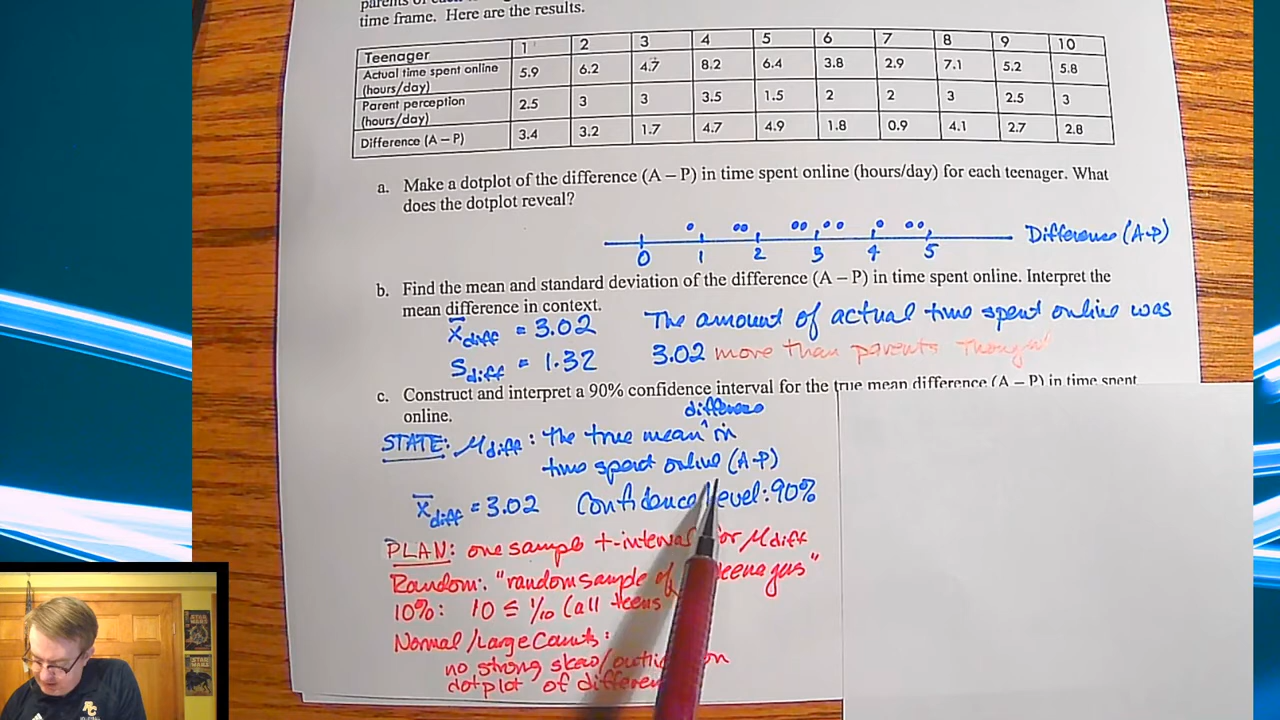 parents of
time frame. Here are the results.
Teenager 1 2 3 4 5 6 7 8 9 10
Actual time spent online (hours/day) 5.9 6.2 4.7 8.2 6.4 3.8 2.9 7.1 5.2 5.8
Parent perception (hours/day) 2.5 3 3 3.5 1.5 2 2 3 2.5 3
Difference (A – P) 3.4 3.2 1.7 4.7 4.9 1.8 0.9 4.1 2.7 2.8
a. Make a dotplot of the difference (A – P) in time spent online (hours/day) for each teenager. What
does the dotplot reveal?
0 1 2 3 4 5 Difference (A-P)
b. Find the mean and standard deviation of the difference (A – P) in time spent online. Interpret the
mean difference in context.
x̄diff = 3.02 The amount of actual time spent online was
Sdiff = 1.32 3.02 more than parents thought
c. Construct and interpret a 90% confidence interval for the true mean difference (A – P) in time spent
online.
difference
STATE: μdiff : the true mean ^ in
time spent online (A-P)
x̄diff = 3.02 Confidence level: 90%
PLAN: one sample t-interval for μdiff
Random: "random sample of teenagers"
10%: 10 ≤ 1/10 (all teens
Normal/Large Counts:
no strong skew/ on
dotplot of
STAR WARS
STAR WARS